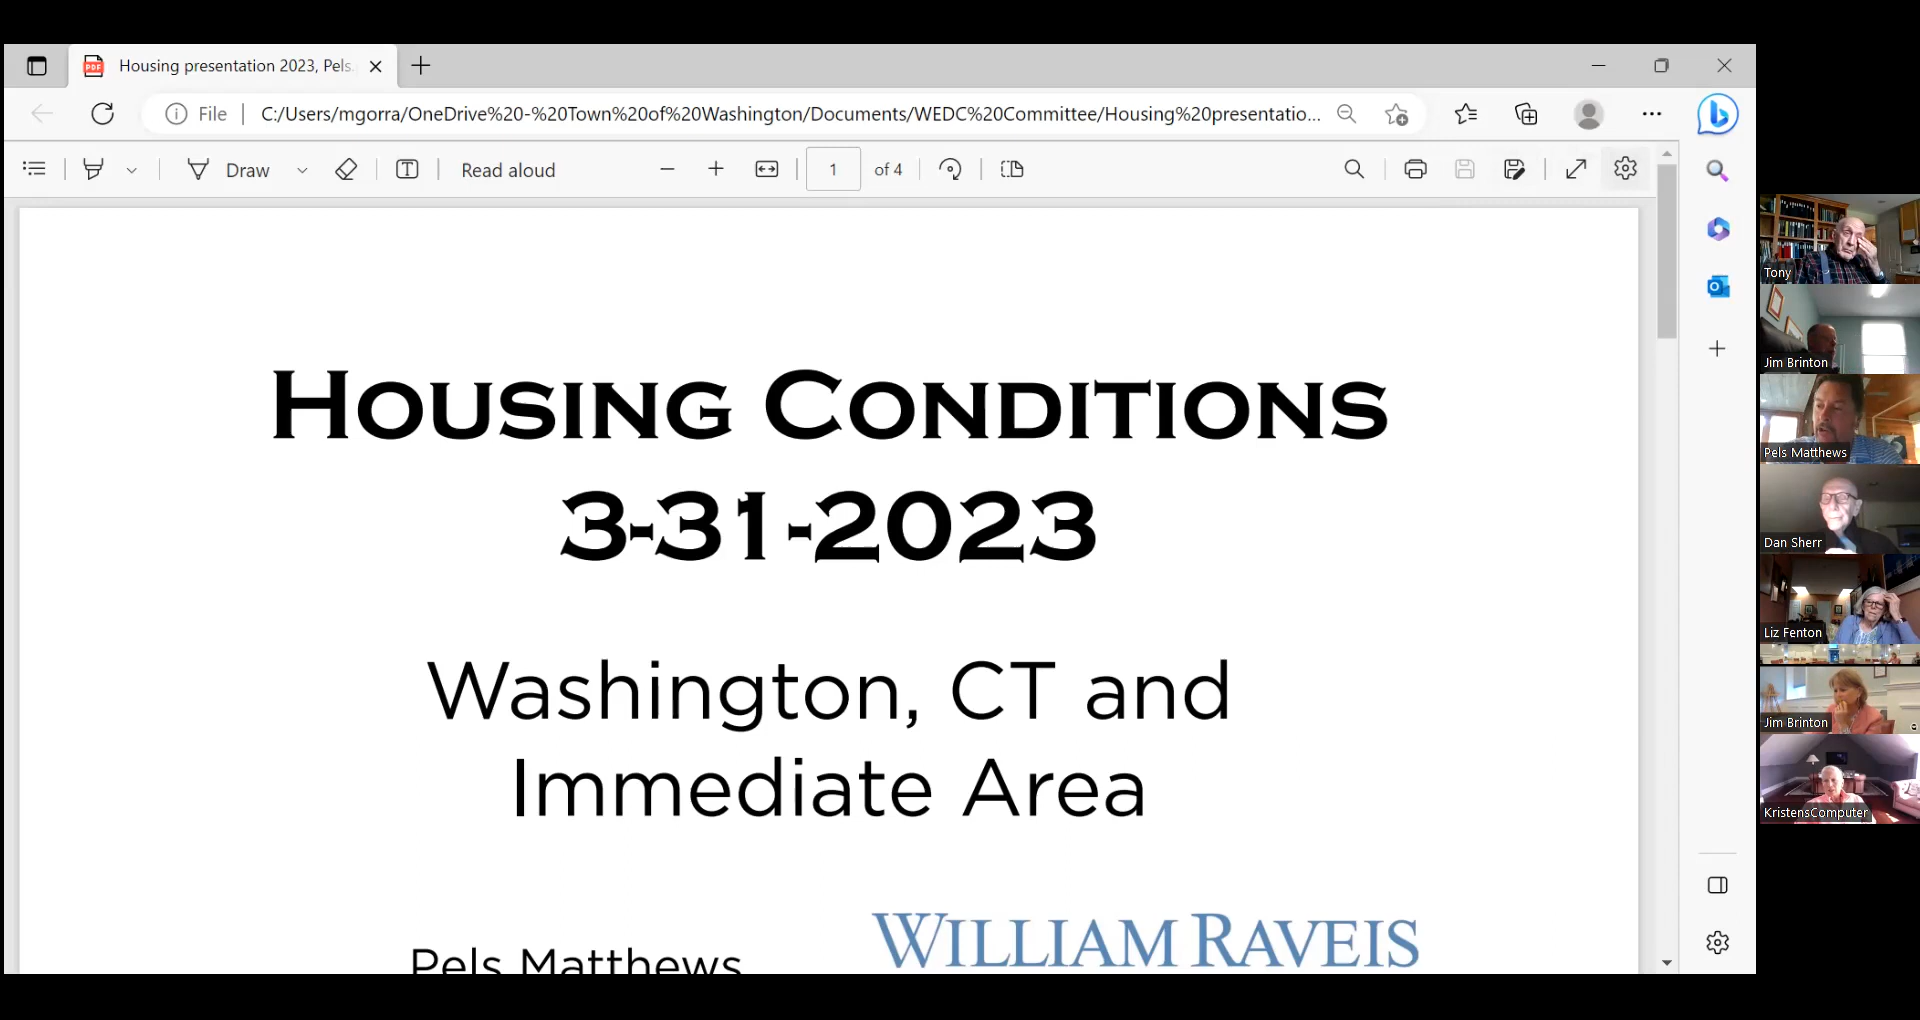 Housing presentation 2023, Pels.
File
C:/Users/mgorra/OneDrive%20-%20Town%20of%20Washington/Documents/WEDC%20Committee/Housing%20presentatio...
Draw
Read aloud
1 of 4
HOUSING CONDITIONS
3-31-2023
Washington, CT and
Immediate Area
Pels Matthews
WILLIAM RAVEIS
Tony
Jim Brinton
Pels Matthews
Dan Sherr
Liz Fenton
Jim Brinton
KristensComputer